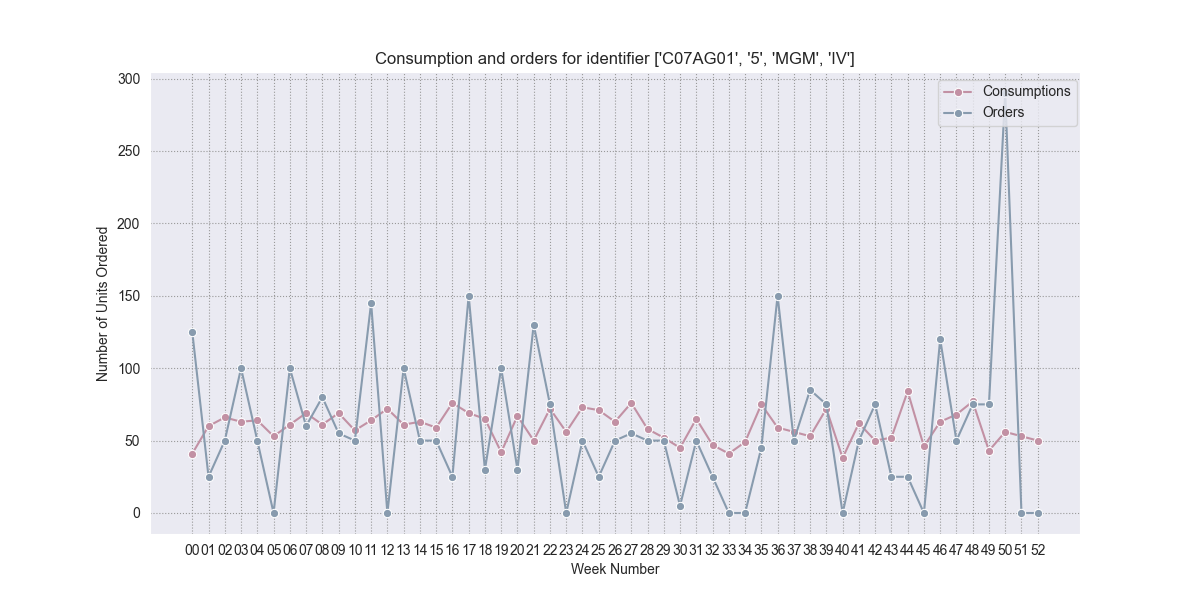 Consumption and orders for identifier ['C07AG01', '5', 'MGM', 'IV']
Consumptions
Orders
300
250
200
150
100
50
0
Number of Units Ordered
00 01 02 03 04 05 06 07 08 09 10 11 12 13 14 15 16 17 18 19 20 21 22 23 24 25 26 27 28 29 30 31 32 33 34 35 36 37 38 39 40 41 42 43 44 45 46 47 48 49 50 51 52
Week Number